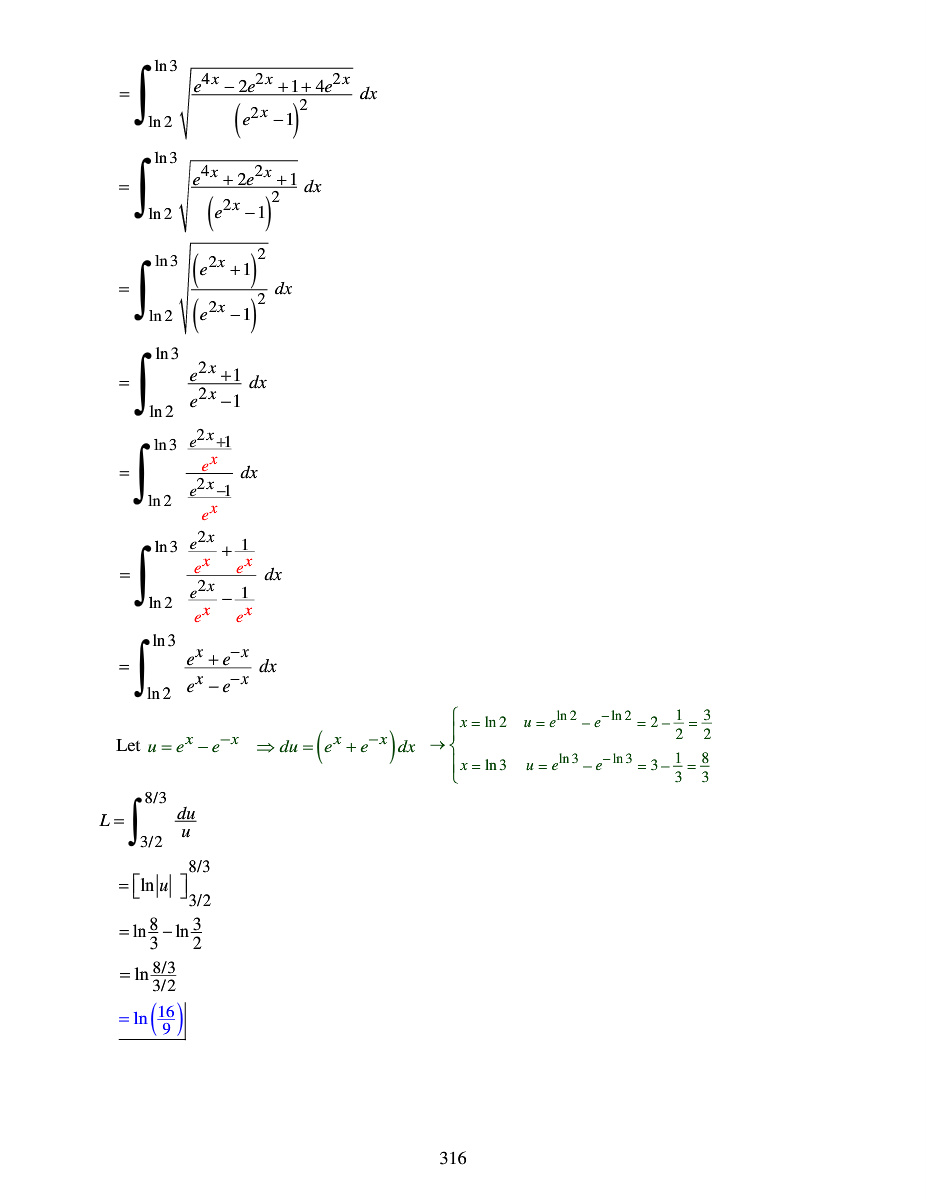 = ∫_{ln 2}^{ln 3} √((e^{4x} − 2e^{2x} + 1 + 4e^{2x}) / (e^{2x} − 1)^2) dx
= ∫_{ln 2}^{ln 3} √((e^{4x} + 2e^{2x} + 1) / (e^{2x} − 1)^2) dx
= ∫_{ln 2}^{ln 3} √((e^{2x} + 1)^2 / (e^{2x} − 1)^2) dx
= ∫_{ln 2}^{ln 3} (e^{2x} + 1) / (e^{2x} − 1) dx
= ∫_{ln 2}^{ln 3} ((e^{2x} + 1) / e^x) / ((e^{2x} − 1) / e^x) dx
= ∫_{ln 2}^{ln 3} (e^{2x}/e^x + 1/e^x) / (e^{2x}/e^x − 1/e^x) dx
= ∫_{ln 2}^{ln 3} (e^x + e^{−x}) / (e^x − e^{−x}) dx
Let u = e^x − e^{−x} ⇒ du = (e^x + e^{−x}) dx → { x = ln 2 u = e^{ln 2} − e^{−ln 2} = 2 − 1/2 = 3/2
x = ln 3 u = e^{ln 3} − e^{−ln 3} = 3 − 1/3 = 8/3
L = ∫_{3/2}^{8/3} du/u
= [ln|u| ]_{3/2}^{8/3}
= ln 8/3 − ln 3/2
= ln (8/3)/(3/2)
= ln(16/9)
316